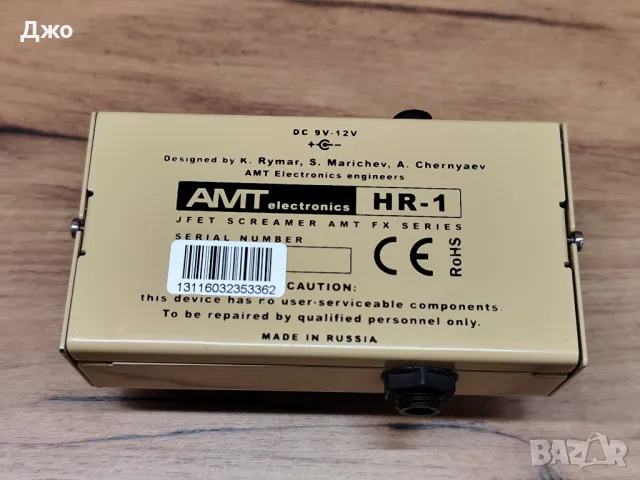 Джо
DC 9V-12V
+ -
Designed by K. Rymar, S. Marichev, A. Chernyaev
AMT Electronics engineers
AMT electronics HR-1
JFET SCREAMER AMT FX SERIES
SERIAL NUMBER
CE RoHS
13116032353362
CAUTION:
this device has no user-serviceable components.
To be repaired by qualified personnel only.
MADE IN RUSSIA
BAZAR